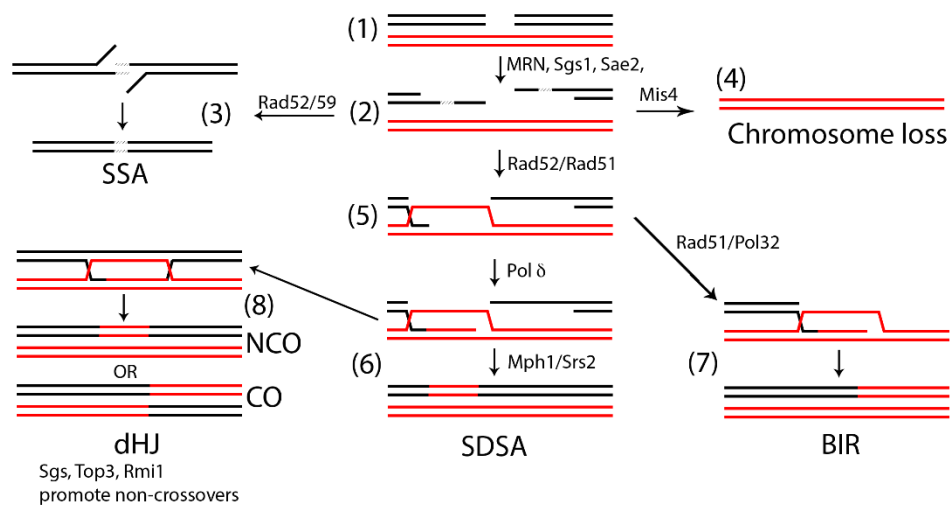 (1)
MRN, Sgs1, Sae2,
(2)
Rad52/59
(3)
SSA
Mis4
(4)
Chromosome loss
Rad52/Rad51
(5)
Rad51/Pol32
Pol δ
(8)
NCO
OR
CO
dHJ
Sgs, Top3, Rmi1
promote non-crossovers
(6)
Mph1/Srs2
SDSA
(7)
BIR